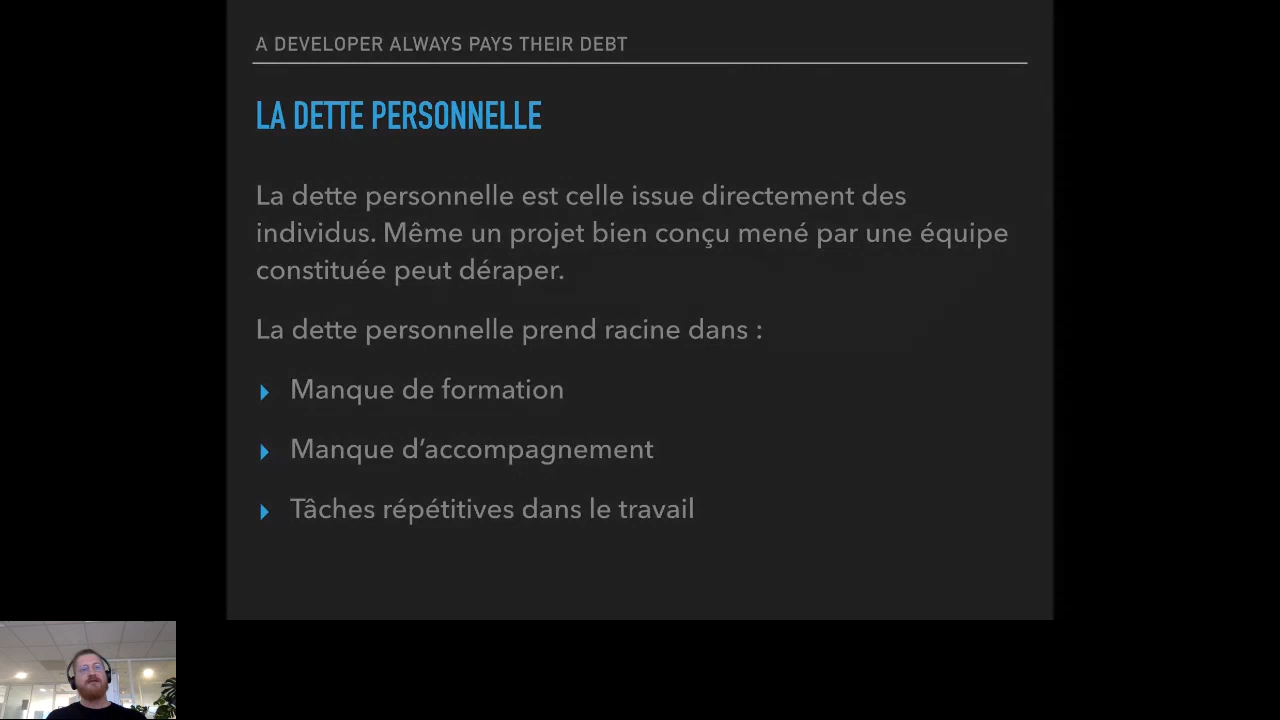 A DEVELOPER ALWAYS PAYS THEIR DEBT
LA DETTE PERSONNELLE
La dette personnelle est celle issue directement des
individus. Même un projet bien conçu mené par une équipe
constituée peut déraper.
La dette personnelle prend racine dans :
Manque de formation
Manque d’accompagnement
Tâches répétitives dans le travail